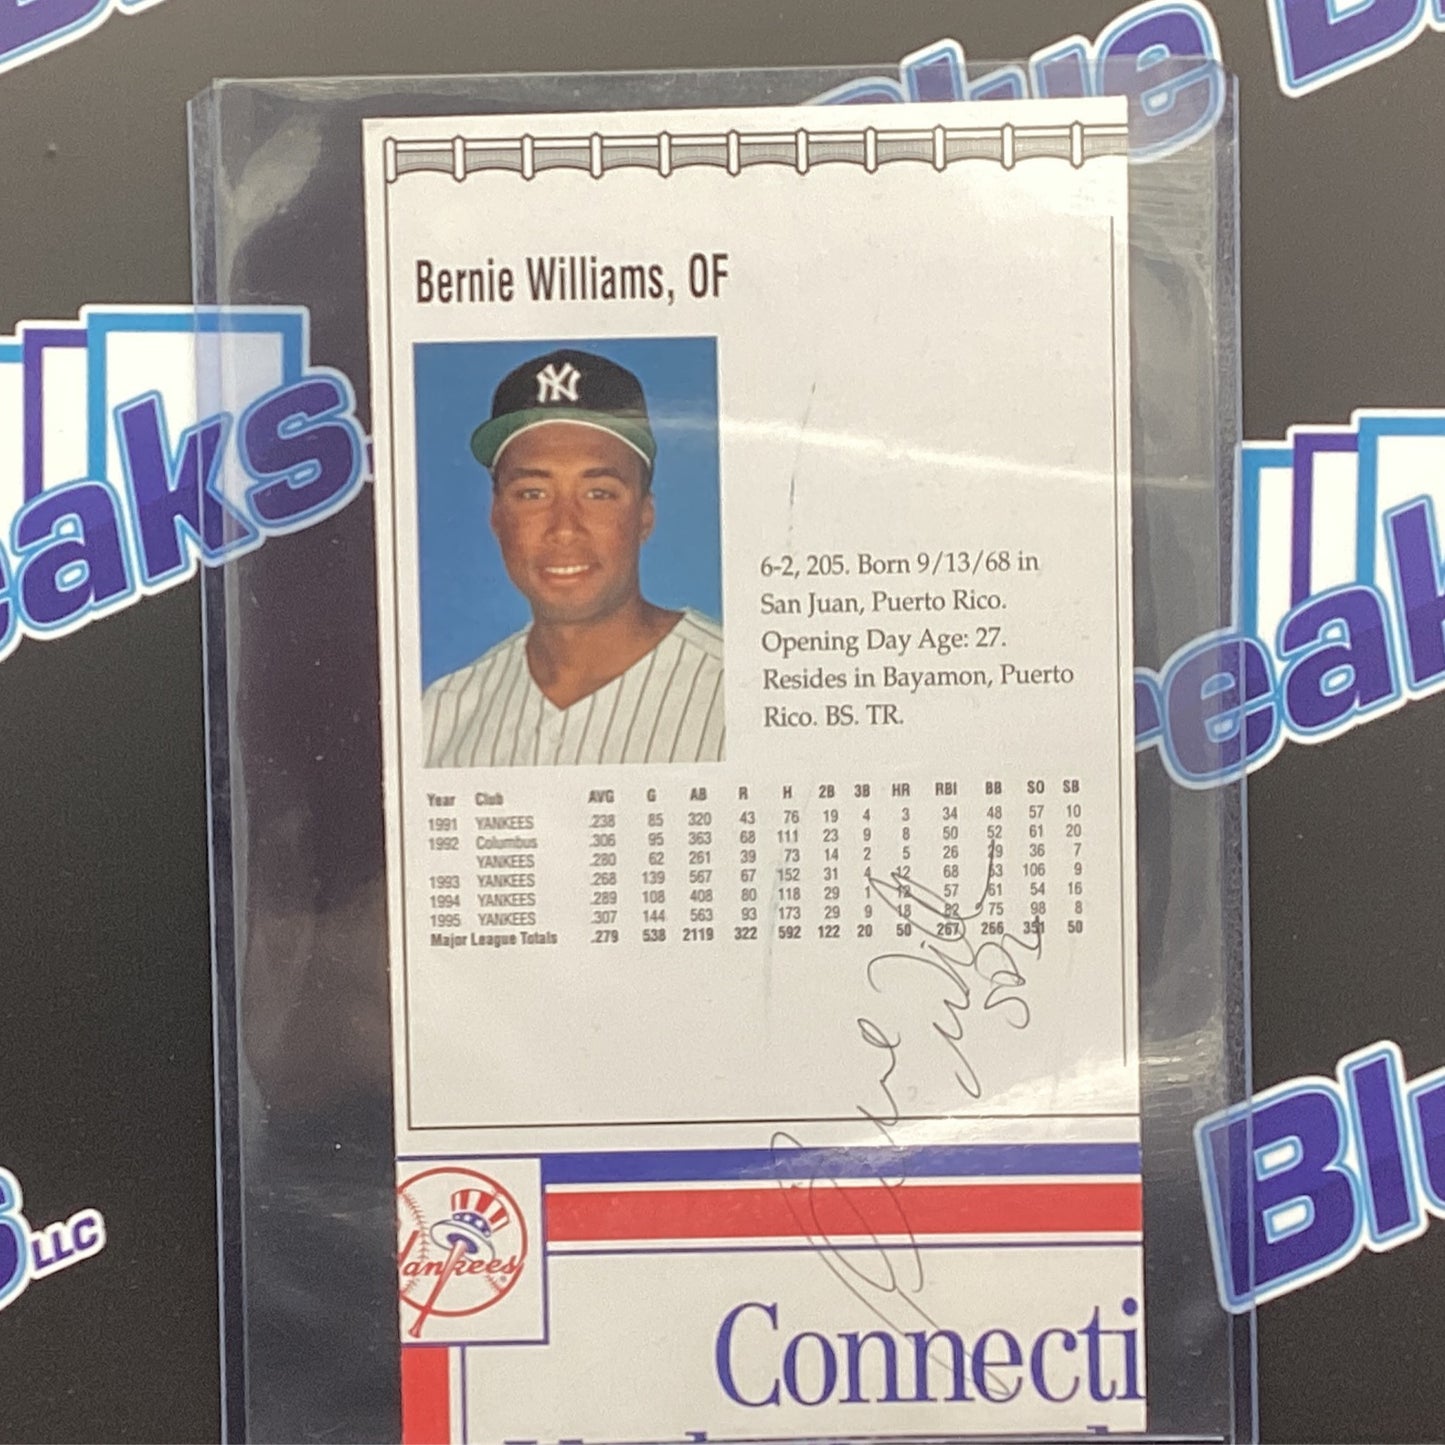 Blue B
Breaks
Breaks
LLC
Blu
Bernie Williams, OF
NY
6-2, 205. Born 9/13/68 in
San Juan, Puerto Rico.
Opening Day Age: 27.
Resides in Bayamon, Puerto
Rico. BS. TR.
Year Club AVG G AB R H 2B 3B HR RBI BB SO SB
1991 YANKEES .238 85 320 43 76 19 4 3 34 48 57 10
1992 Columbus .306 95 363 68 111 23 9 8 50 52 61 20
YANKEES .280 62 261 39 73 14 2 5 26 29 36 7
1993 YANKEES .268 139 567 67 152 31 4 12 68 53 106 9
1994 YANKEES .289 108 408 80 118 29 1 12 57 61 54 16
1995 YANKEES .307 144 563 93 173 29 9 18 82 75 98 8
Major League Totals .279 538 2119 322 592 122 20 50 267 266 351 50
Yankees
Connecti